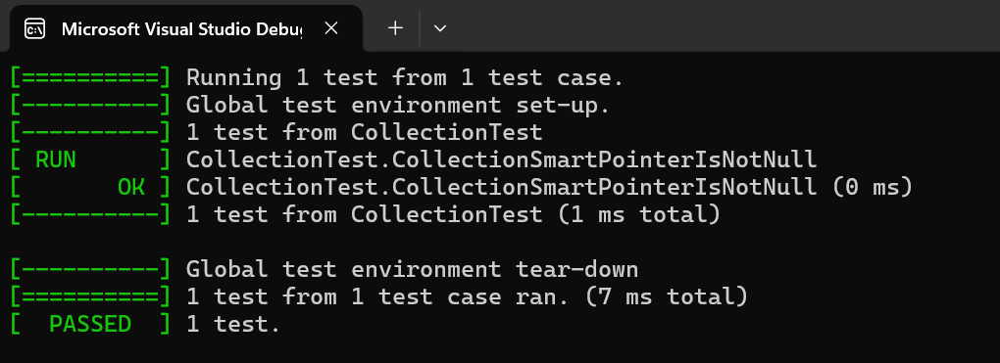 Microsoft Visual Studio Debu
[==========] Running 1 test from 1 test case.
[----------] Global test environment set-up.
[----------] 1 test from CollectionTest
[ RUN      ] CollectionTest.CollectionSmartPointerIsNotNull
[       OK ] CollectionTest.CollectionSmartPointerIsNotNull (0 ms)
[----------] 1 test from CollectionTest (1 ms total)
[----------] Global test environment tear-down
[==========] 1 test from 1 test case ran. (7 ms total)
[  PASSED  ] 1 test.